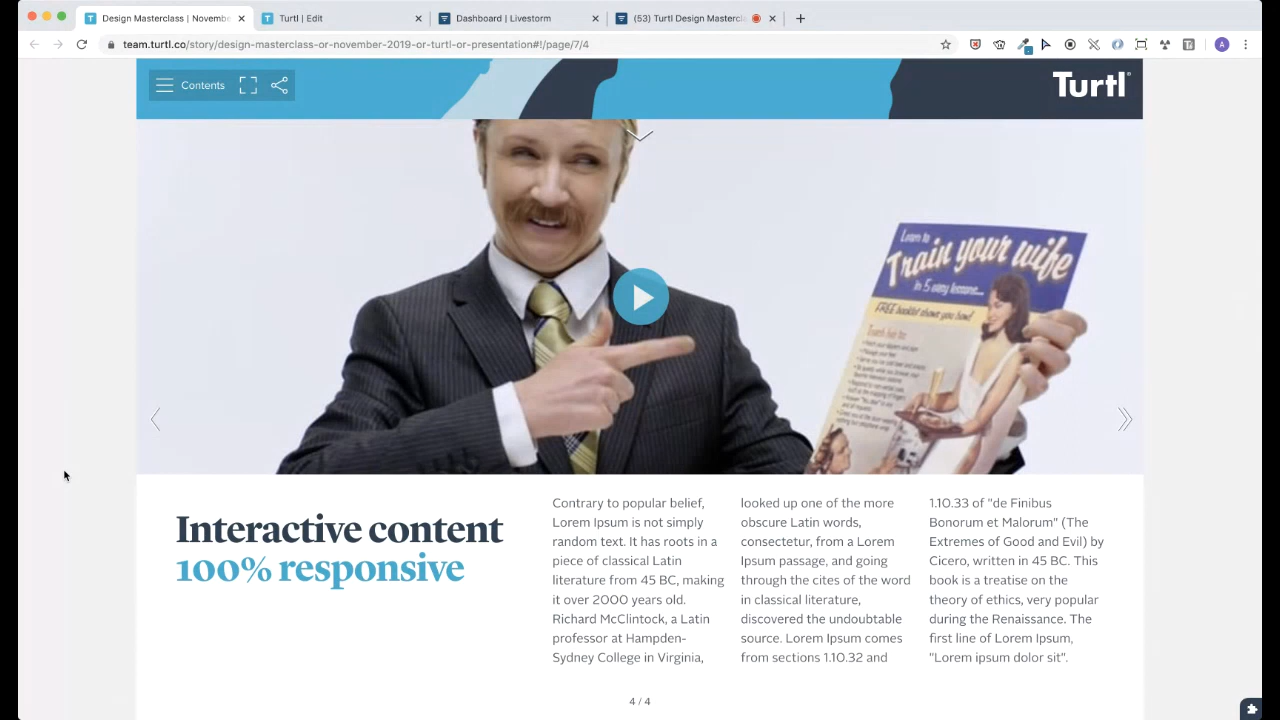 Design Masterclass | Novembe
Turtl | Edit
Dashboard | Livestorm
(53) Turtl Design Mastercl
team.turtl.co/story/design-masterclass-or-november-2019-or-turtl-or-presentation#!/page/7/4
A
Contents
Turtl
Learn to
Train your wife
In 5 easy lessons...
FREE booklet shows you how!
Interactive content
100% responsive
Contrary to popular belief,
Lorem Ipsum is not simply
random text. It has roots in a
piece of classical Latin
literature from 45 BC, making
it over 2000 years old.
Richard McClintock, a Latin
professor at Hampden-
Sydney College in Virginia,
looked up one of the more
obscure Latin words,
consectetur, from a Lorem
Ipsum passage, and going
through the cites of the word
in classical literature,
discovered the undoubtable
source. Lorem Ipsum comes
from sections 1.10.32 and
1.10.33 of "de Finibus
Bonorum et Malorum" (The
Extremes of Good and Evil) by
Cicero, written in 45 BC. This
book is a treatise on the
theory of ethics, very popular
during the Renaissance. The
first line of Lorem Ipsum,
"Lorem ipsum dolor sit".
4 / 4